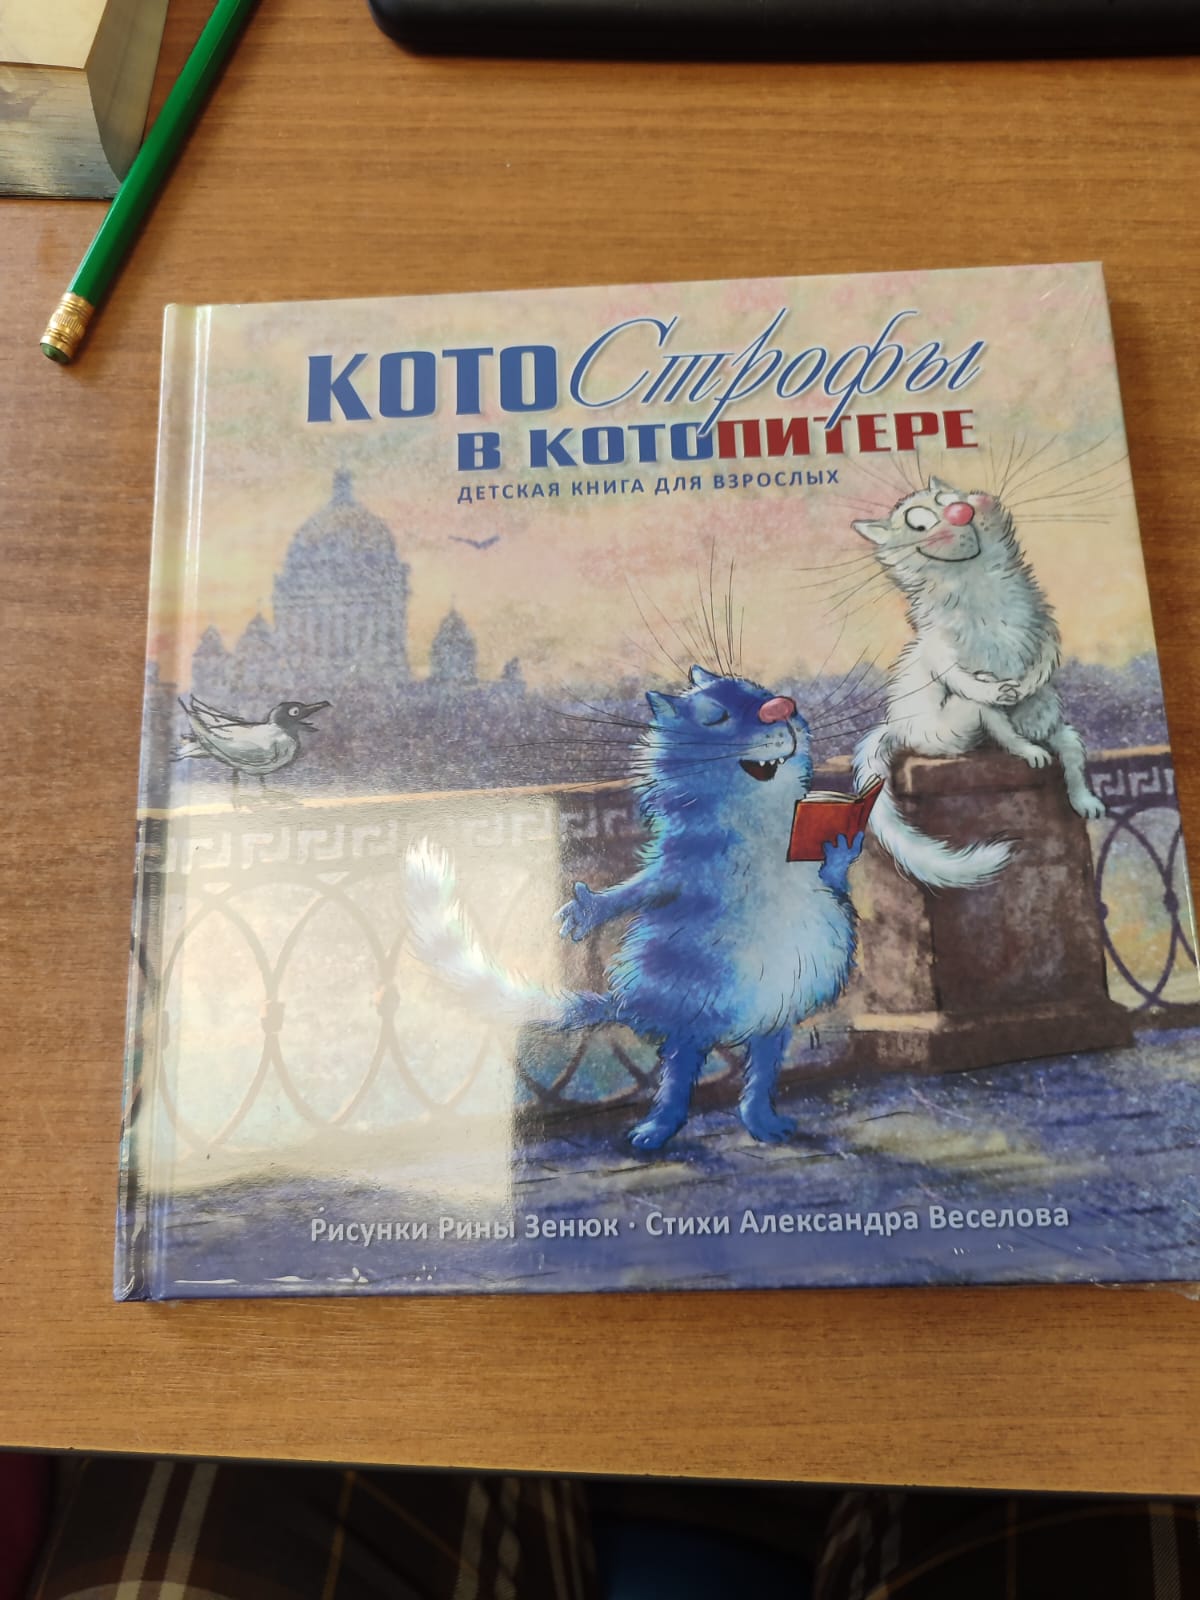 КОТОСтрофы
В КОТОПИТЕРЕ
ДЕТСКАЯ КНИГА ДЛЯ ВЗРОСЛЫХ
Рисунки Рины Зенюк · Стихи Александра Веселова